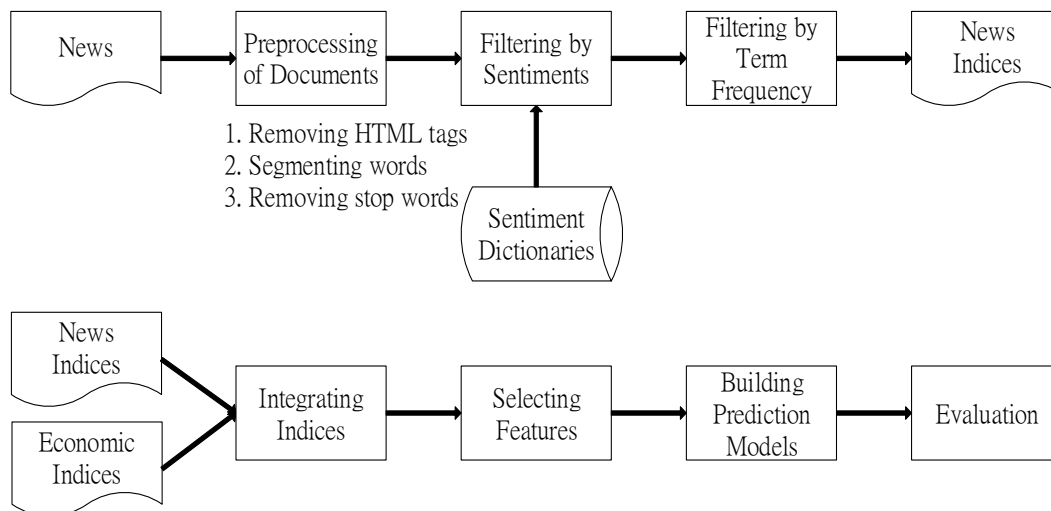 News
Preprocessing
of Documents
Filtering by
Sentiments
Filtering by
Term
Frequency
News
Indices
1. Removing HTML tags
2. Segmenting words
3. Removing stop words
Sentiment
Dictionaries
News
Indices
Economic
Indices
Integrating
Indices
Selecting
Features
Building
Prediction
Models
Evaluation